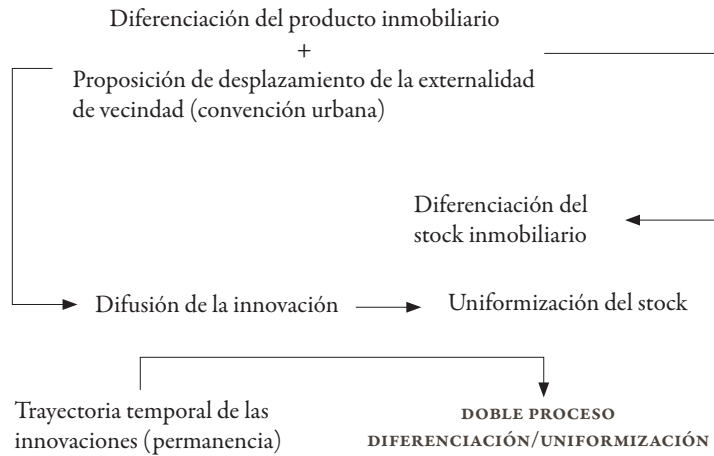 Diferenciación del producto inmobiliario
+
Proposición de desplazamiento de la externalidad
de vecindad (convención urbana)
Diferenciación del
stock inmobiliario
Difusión de la innovación
Uniformización del stock
Trayectoria temporal de las
innovaciones (permanencia)
DOBLE PROCESO
DIFERENCIACIÓN/UNIFORMIZACIÓN